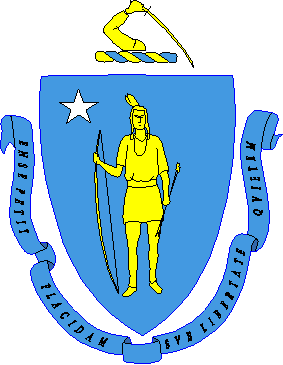 ENSE PETIT
PLACIDAM
SVB LIBERTATE
QVIETEM